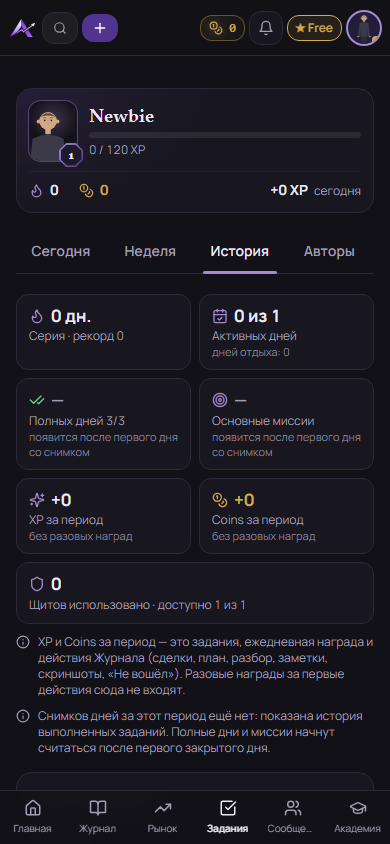 0
Free
Newbie
0 / 120 XP
1
0
0
+0 XP сегодня
Сегодня
Неделя
История
Авторы
0 дн.
Серия · рекорд 0
0 из 1
Активных дней
дней отдыха: 0
—
Полных дней 3/3
появится после первого дня
со снимком
—
Основные миссии
появится после первого дня
со снимком
+0
XP за период
без разовых наград
+0
Coins за период
без разовых наград
0
Щитов использовано · доступно 1 из 1
XP и Coins за период — это задания, ежедневная награда и
действия Журнала (сделки, план, разбор, заметки,
скриншоты, «Не вошёл»). Разовые награды за первые
действия сюда не входят.
Снимков дней за этот период ещё нет: показана история
выполненных заданий. Полные дни и миссии начнут
считаться после первого закрытого дня.
Главная
Журнал
Рынок
Задания
Сообще...
Академия